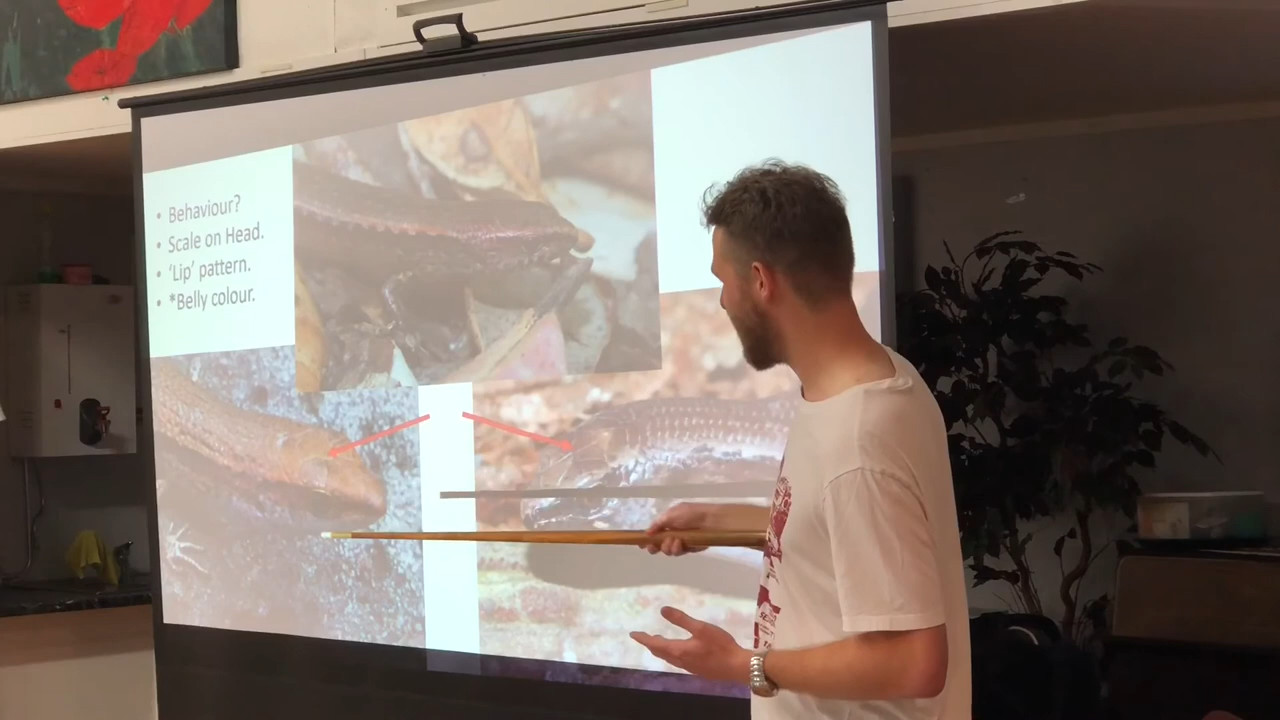 • Behaviour?
• Scale on Head.
• 'Lip' pattern.
• *Belly colour.